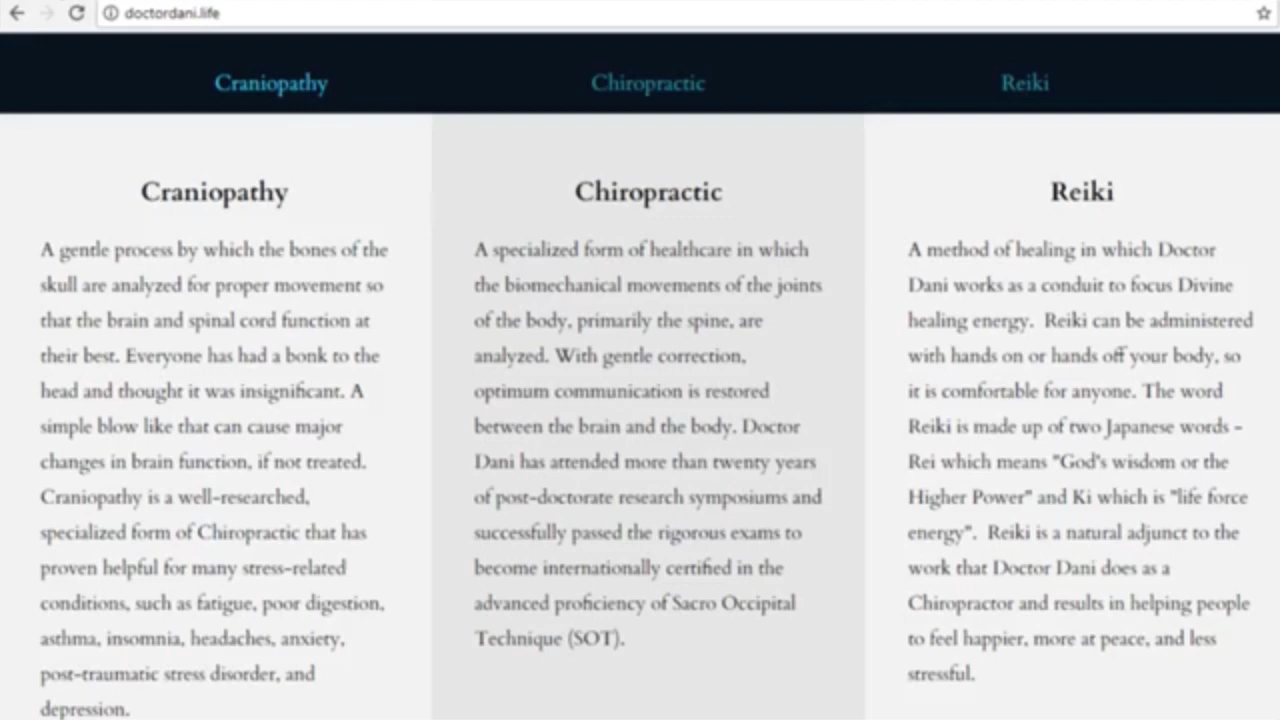 doctordani.life
Craniopathy
Chiropractic
Reiki
Craniopathy
A gentle process by which the bones of the
skull are analyzed for proper movement so
that the brain and spinal cord function at
their best. Everyone has had a bonk to the
head and thought it was insignificant. A
simple blow like that can cause major
changes in brain function, if not treated.
Craniopathy is a well-researched,
specialized form of Chiropractic that has
proven helpful for many stress-related
conditions, such as fatigue, poor digestion,
asthma, insomnia, headaches, anxiety,
post-traumatic stress disorder, and
depression.
Chiropractic
A specialized form of healthcare in which
the biomechanical movements of the joints
of the body, primarily the spine, are
analyzed. With gentle correction,
optimum communication is restored
between the brain and the body. Doctor
Dani has attended more than twenty years
of post-doctorate research symposiums and
successfully passed the rigorous exams to
become internationally certified in the
advanced proficiency of Sacro Occipital
Technique (SOT).
Reiki
A method of healing in which Doctor
Dani works as a conduit to focus Divine
healing energy.  Reiki can be administered
with hands on or hands off your body, so
it is comfortable for anyone. The word
Reiki is made up of two Japanese words -
Rei which means "God's wisdom or the
Higher Power" and Ki which is "life force
energy".  Reiki is a natural adjunct to the
work that Doctor Dani does as a
Chiropractor and results in helping people
to feel happier, more at peace, and less
stressful.